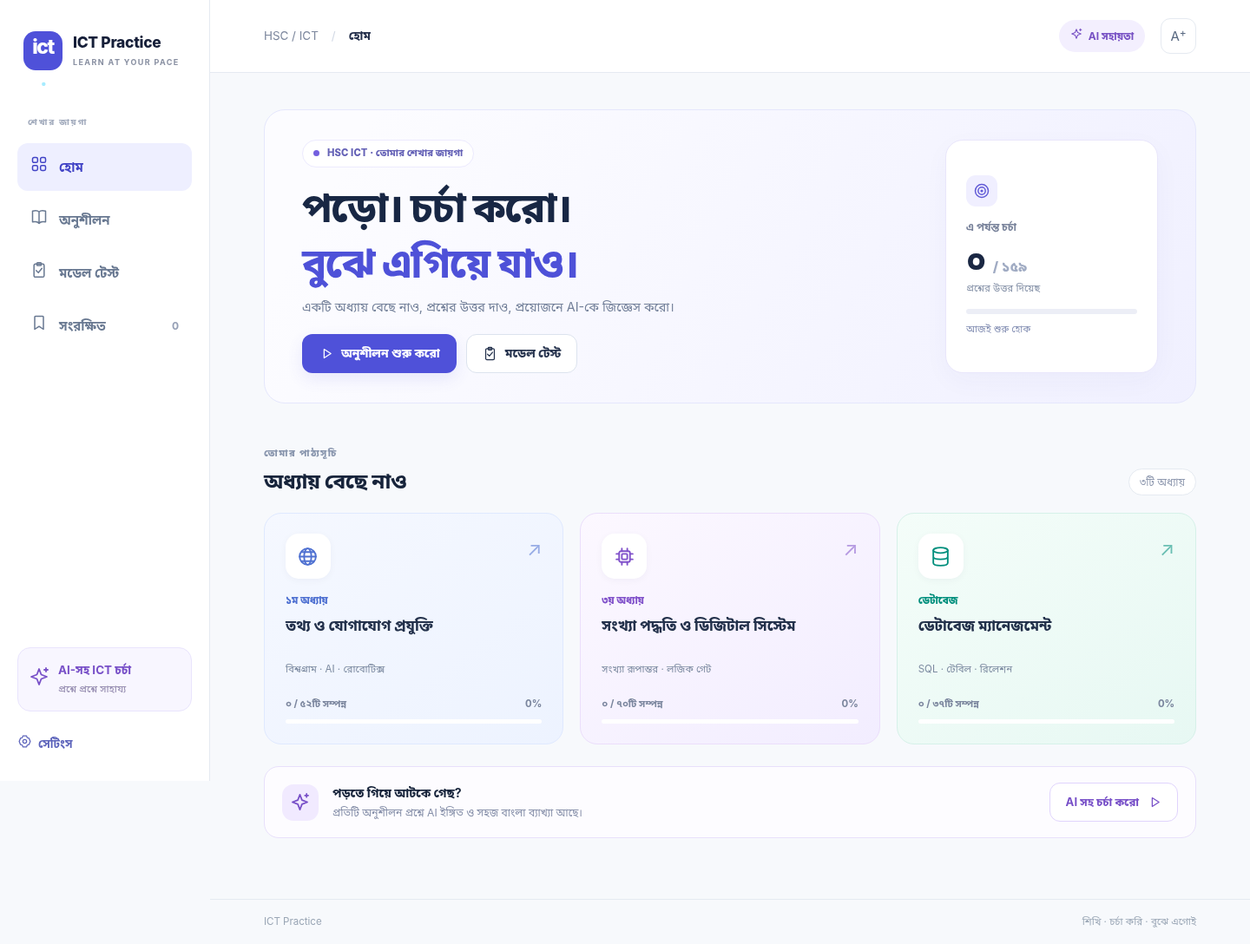 ict
ICT Practice
LEARN AT YOUR PACE
শেখার জায়গা
হোম
অনুশীলন
মডেল টেস্ট
সংরক্ষিত 0
AI-সহ ICT চর্চা
প্রশ্নে প্রশ্নে সাহায্য
সেটিংস
HSC / ICT / হোম
AI সহায়তা
A⁺
HSC ICT · তোমার শেখার জায়গা
পড়ো। চর্চা করো।
বুঝে এগিয়ে যাও।
একটি অধ্যায় বেছে নাও, প্রশ্নের উত্তর দাও, প্রয়োজনে AI-কে জিজ্ঞেস করো।
অনুশীলন শুরু করো
মডেল টেস্ট
এ পর্যন্ত চর্চা
০ / ১৫৯
প্রশ্নের উত্তর দিয়েছ
আজই শুরু হোক
তোমার পাঠ্যসূচি
অধ্যায় বেছে নাও
৩টি অধ্যায়
১ম অধ্যায়
তথ্য ও যোগাযোগ প্রযুক্তি
বিশ্বগ্রাম · AI · রোবোটিক্স
০ / ৫২টি সম্পন্ন 0%
৩য় অধ্যায়
সংখ্যা পদ্ধতি ও ডিজিটাল সিস্টেম
সংখ্যা রূপান্তর · লজিক গেট
০ / ৭০টি সম্পন্ন 0%
ডেটাবেজ
ডেটাবেজ ম্যানেজমেন্ট
SQL · টেবিল · রিলেশন
০ / ৩৭টি সম্পন্ন 0%
পড়তে গিয়ে আটকে গেছ?
প্রতিটি অনুশীলন প্রশ্নে AI ইঙ্গিত ও সহজ বাংলা ব্যাখ্যা আছে।
AI সহ চর্চা করো
ICT Practice
শিখি · চর্চা করি · বুঝে এগোই